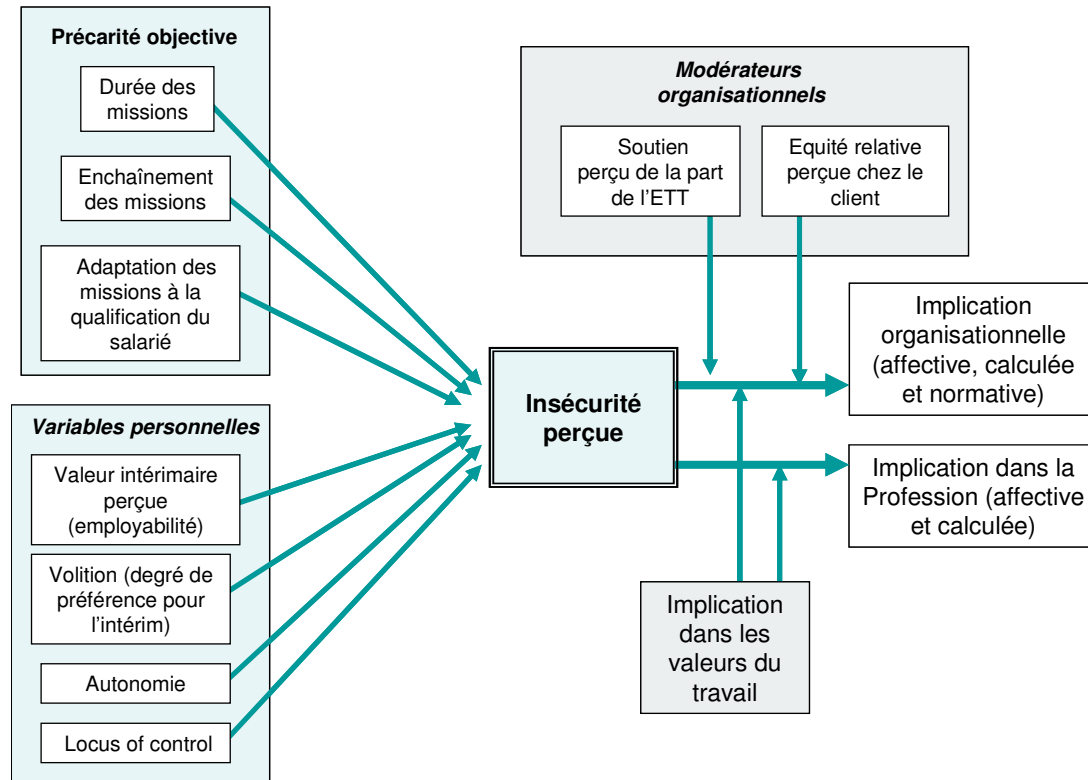 Précarité objective
Durée des
missions
Enchaînement
des missions
Adaptation des
missions à la
qualification du
salarié
Variables personnelles
Valeur intérimaire
perçue
(employabilité)
Volition (degré de
préférence pour
l'intérim)
Autonomie
Locus of control
Insécurité
perçue
Modérateurs
organisationnels
Soutien
perçu de la part
de l'ETT
Equité relative
perçue chez le
client
Implication
organisationnelle
(affective, calculée
et normative)
Implication dans la
Profession (affective
et calculée)
Implication
dans les
valeurs du
travail